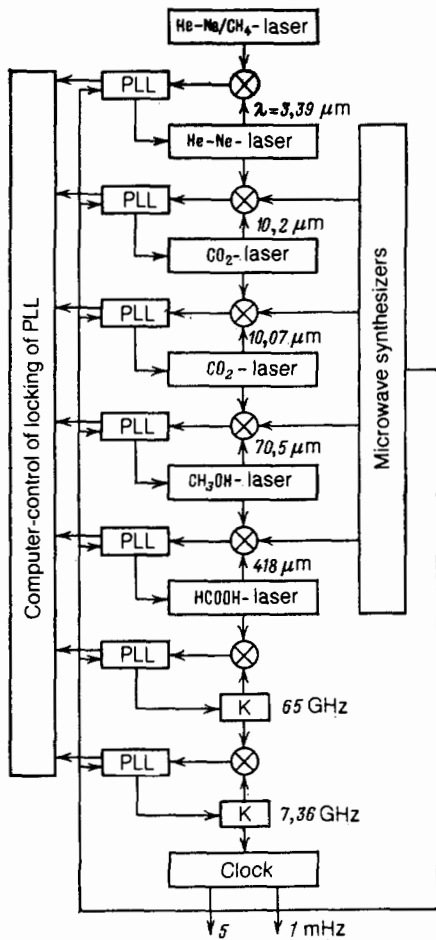 He-Ne/CH₄- laser
PLL
λ=3,39 μm
He-Ne- laser
PLL
10,2 μm
CO₂- laser
PLL
10,07 μm
CO₂- laser
PLL
70,5 μm
CH₃OH- laser
PLL
418 μm
HCOOH- laser
PLL
K 65 GHz
PLL
K 7,36 GHz
Clock
5 1 mHz
Computer-control of locking of PLL
Microwave synthesizers